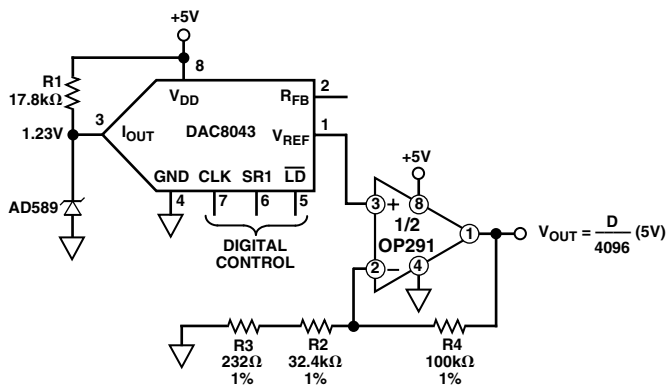 +5V
8
R1
17.8kΩ
1.23V
3
V_DD
R_FB
2
I_OUT
DAC8043
V_REF
1
GND
CLK
SR1
L̅D̅
4
7
6
5
AD589
DIGITAL
CONTROL
+5V
3
+
8
1/2
OP291
1
2
−
4
V_OUT = D/4096 (5V)
R3
232Ω
1%
R2
32.4kΩ
1%
R4
100kΩ
1%